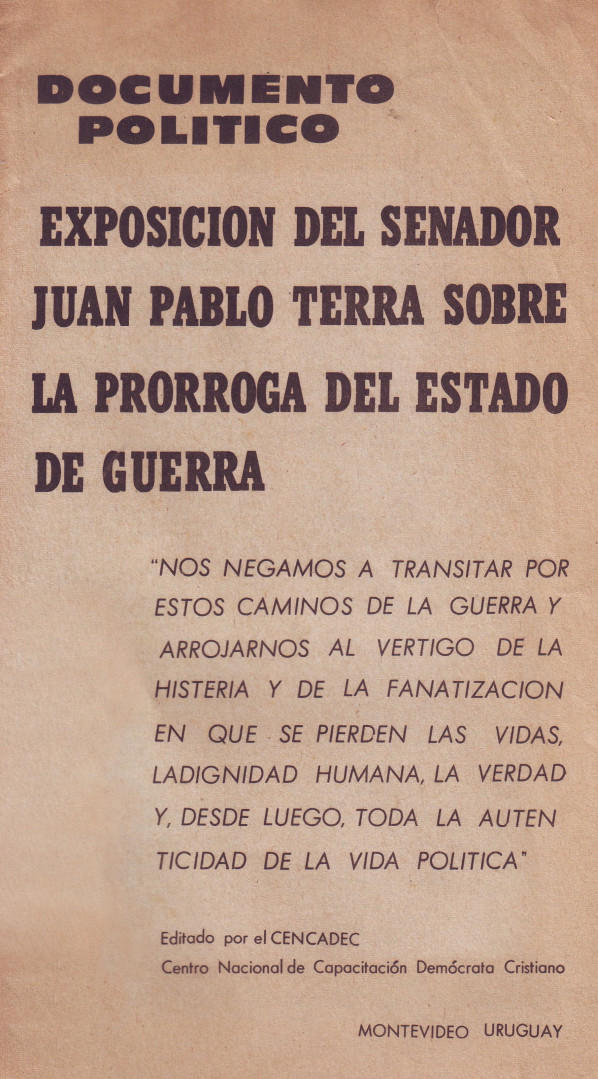 DOCUMENTO
POLITICO
EXPOSICION DEL SENADOR
JUAN PABLO TERRA SOBRE
LA PRORROGA DEL ESTADO
DE GUERRA
"NOS NEGAMOS A TRANSITAR POR
ESTOS CAMINOS DE LA GUERRA Y
ARROJARNOS AL VERTIGO DE LA
HISTERIA Y DE LA FANATIZACION
EN QUE SE PIERDEN LAS VIDAS,
LADIGNIDAD HUMANA, LA VERDAD
Y, DESDE LUEGO, TODA LA AUTEN
TICIDAD DE LA VIDA POLITICA"
Editado por el CENCADEC
Centro Nacional de Capacitación Demócrata Cristiano
MONTEVIDEO URUGUAY